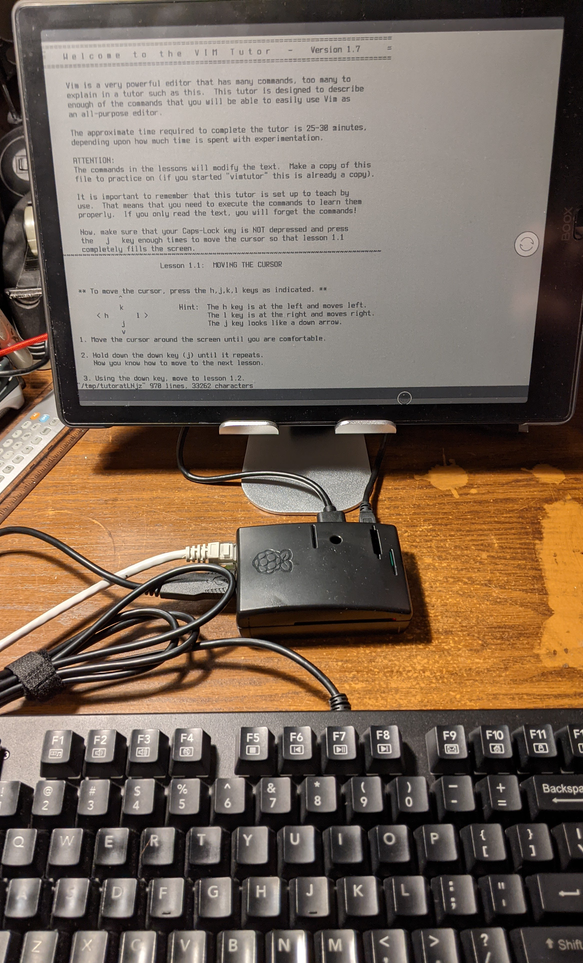 W e l c o m e   t o   t h e   V I M   T u t o r   -   Version 1.7
Vim is a very powerful editor that has many commands, too many to
explain in a tutor such as this. This tutor is designed to describe
enough of the commands that you will be able to easily use Vim as
an all-purpose editor.
The approximate time required to complete the tutor is 25-30 minutes,
depending upon how much time is spent with experimentation.
ATTENTION:
The commands in the lessons will modify the text. Make a copy of this
file to practice on (if you started "vimtutor" this is already a copy).
It is important to remember that this tutor is set up to teach by
use. That means that you need to execute the commands to learn them
properly. If you only read the text, you will forget the commands!
Now, make sure that your Caps-Lock key is NOT depressed and press
the j key enough times to move the cursor so that lesson 1.1
completely fills the screen.
Lesson 1.1: MOVING THE CURSOR
** To move the cursor, press the h,j,k,l keys as indicated. **
^
k Hint: The h key is at the left and moves left.
< h l > The l key is at the right and moves right.
j The j key looks like a down arrow.
v
1. Move the cursor around the screen until you are comfortable.
2. Hold down the down key (j) until it repeats.
Now you know how to move to the next lesson.
3. Using the down key, move to lesson 1.2.
970 lines, 33262 characters
BOOX
F1 F2 F3 F4 F5 F6 F7 F8 F9 F10 F11
@ # $ % ^ & * ( ) - + Backspa
2 3 4 5 6 7 8 9 0 - =
Q W E R T Y U I O P { }
[ ]
A S D F G H J K L : "
; '
Z X C V B N M < > ? Shift
, . /